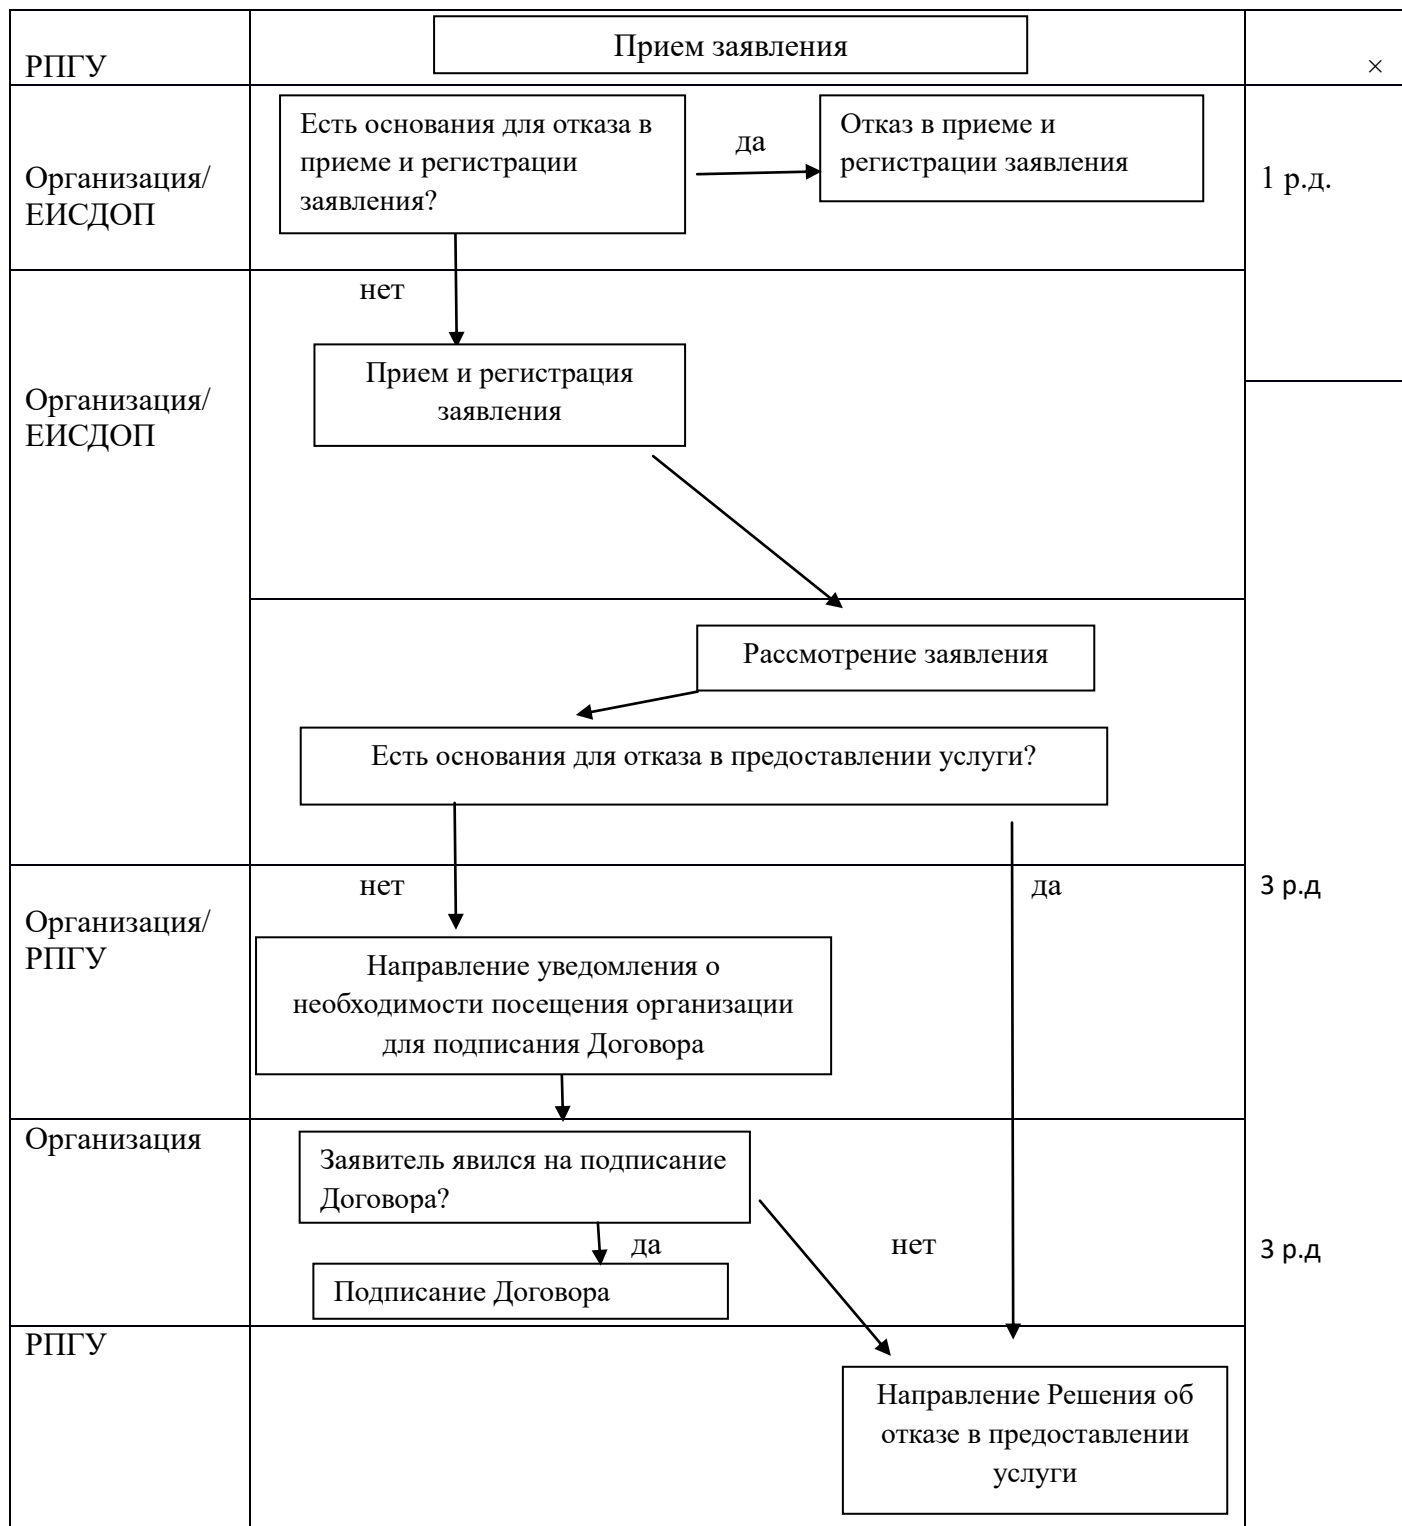 Прием заявления
РПГУ
×
Есть основания для отказа в
приеме и регистрации
заявления?
да
Отказ в приеме и
регистрации заявления
Организация/
ЕИСДОП
1 р.д.
нет
Прием и регистрация
заявления
Организация/
ЕИСДОП
Рассмотрение заявления
Есть основания для отказа в предоставлении услуги?
нет
да
3 р.д
Организация/
РПГУ
Направление уведомления о
необходимости посещения организации
для подписания Договора
Организация
Заявитель явился на подписание
Договора?
да
нет
3 р.д
Подписание Договора
РПГУ
Направление Решения об
отказе в предоставлении
услуги